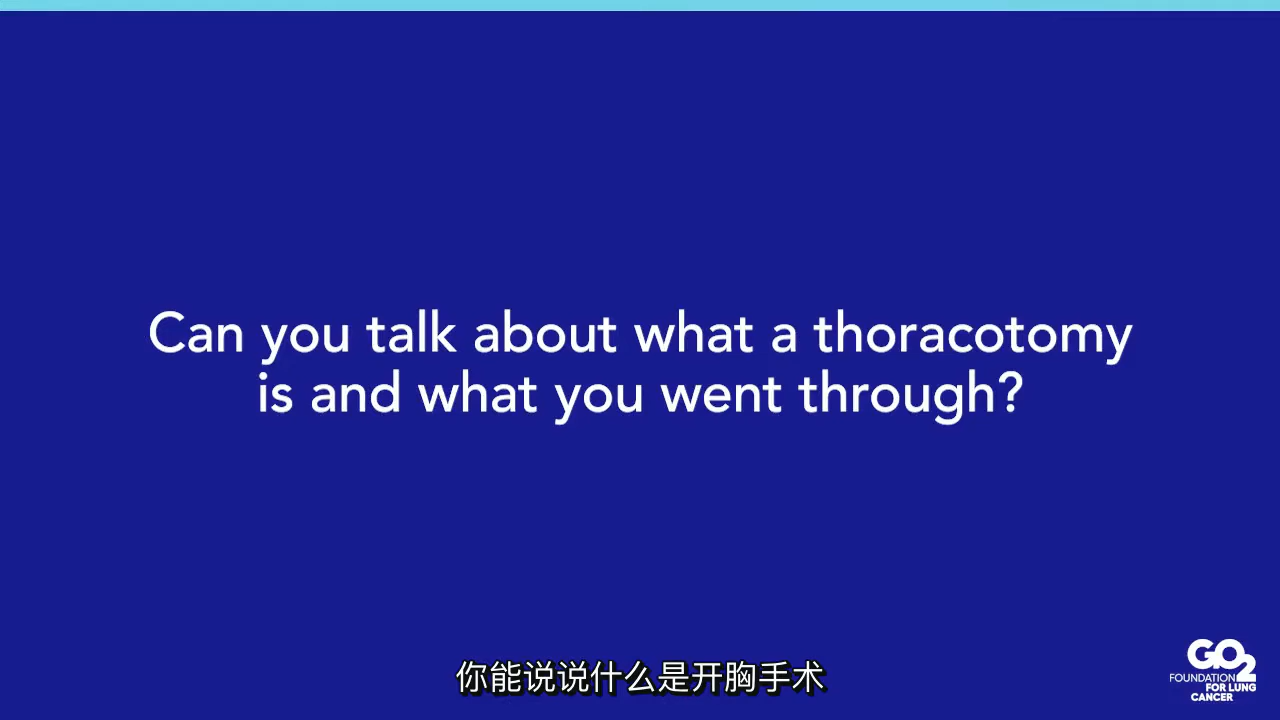 Can you talk about what a thoracotomy
is and what you went through?
你能说说什么是开胸手术
GO2
FOUNDATION
FOR LUNG
CANCER